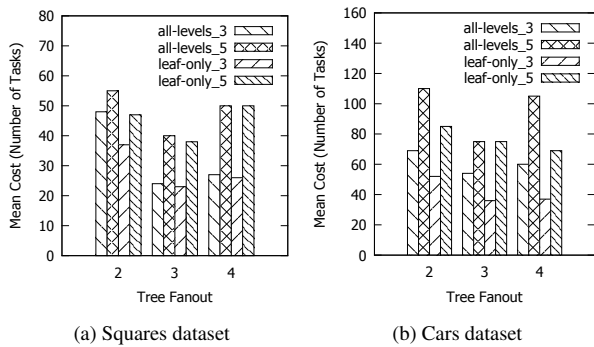 80
70
60
50
40
30
20
10
0
Mean Cost (Number of Tasks)
all-levels_3
all-levels_5
leaf-only_3
leaf-only_5
2 3 4
Tree Fanout
(a) Squares dataset
160
140
120
100
80
60
40
20
0
Mean Cost (Number of Tasks)
all-levels_3
all-levels_5
leaf-only_3
leaf-only_5
2 3 4
Tree Fanout
(b) Cars dataset